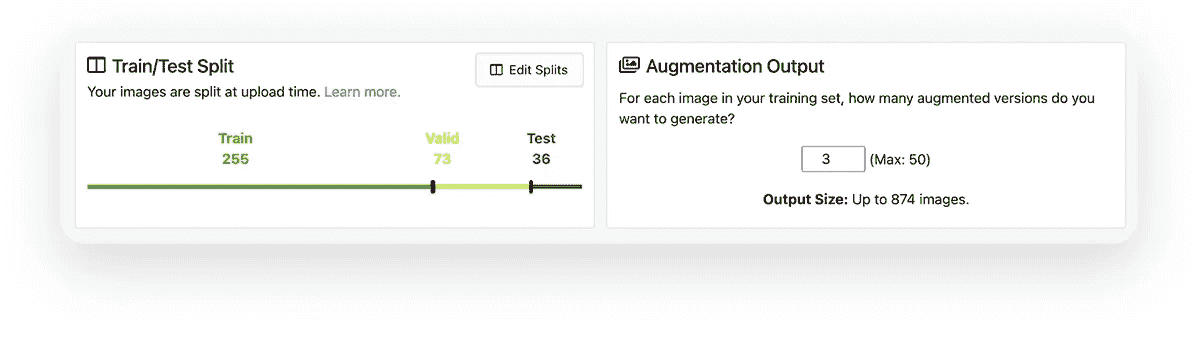 Train/Test Split
Edit Splits
Your images are split at upload time. Learn more.
Train
Valid
Test
255
73
36
Augmentation Output
For each image in your training set, how many augmented versions do you
want to generate?
3 (Max: 50)
Output Size: Up to 874 images.